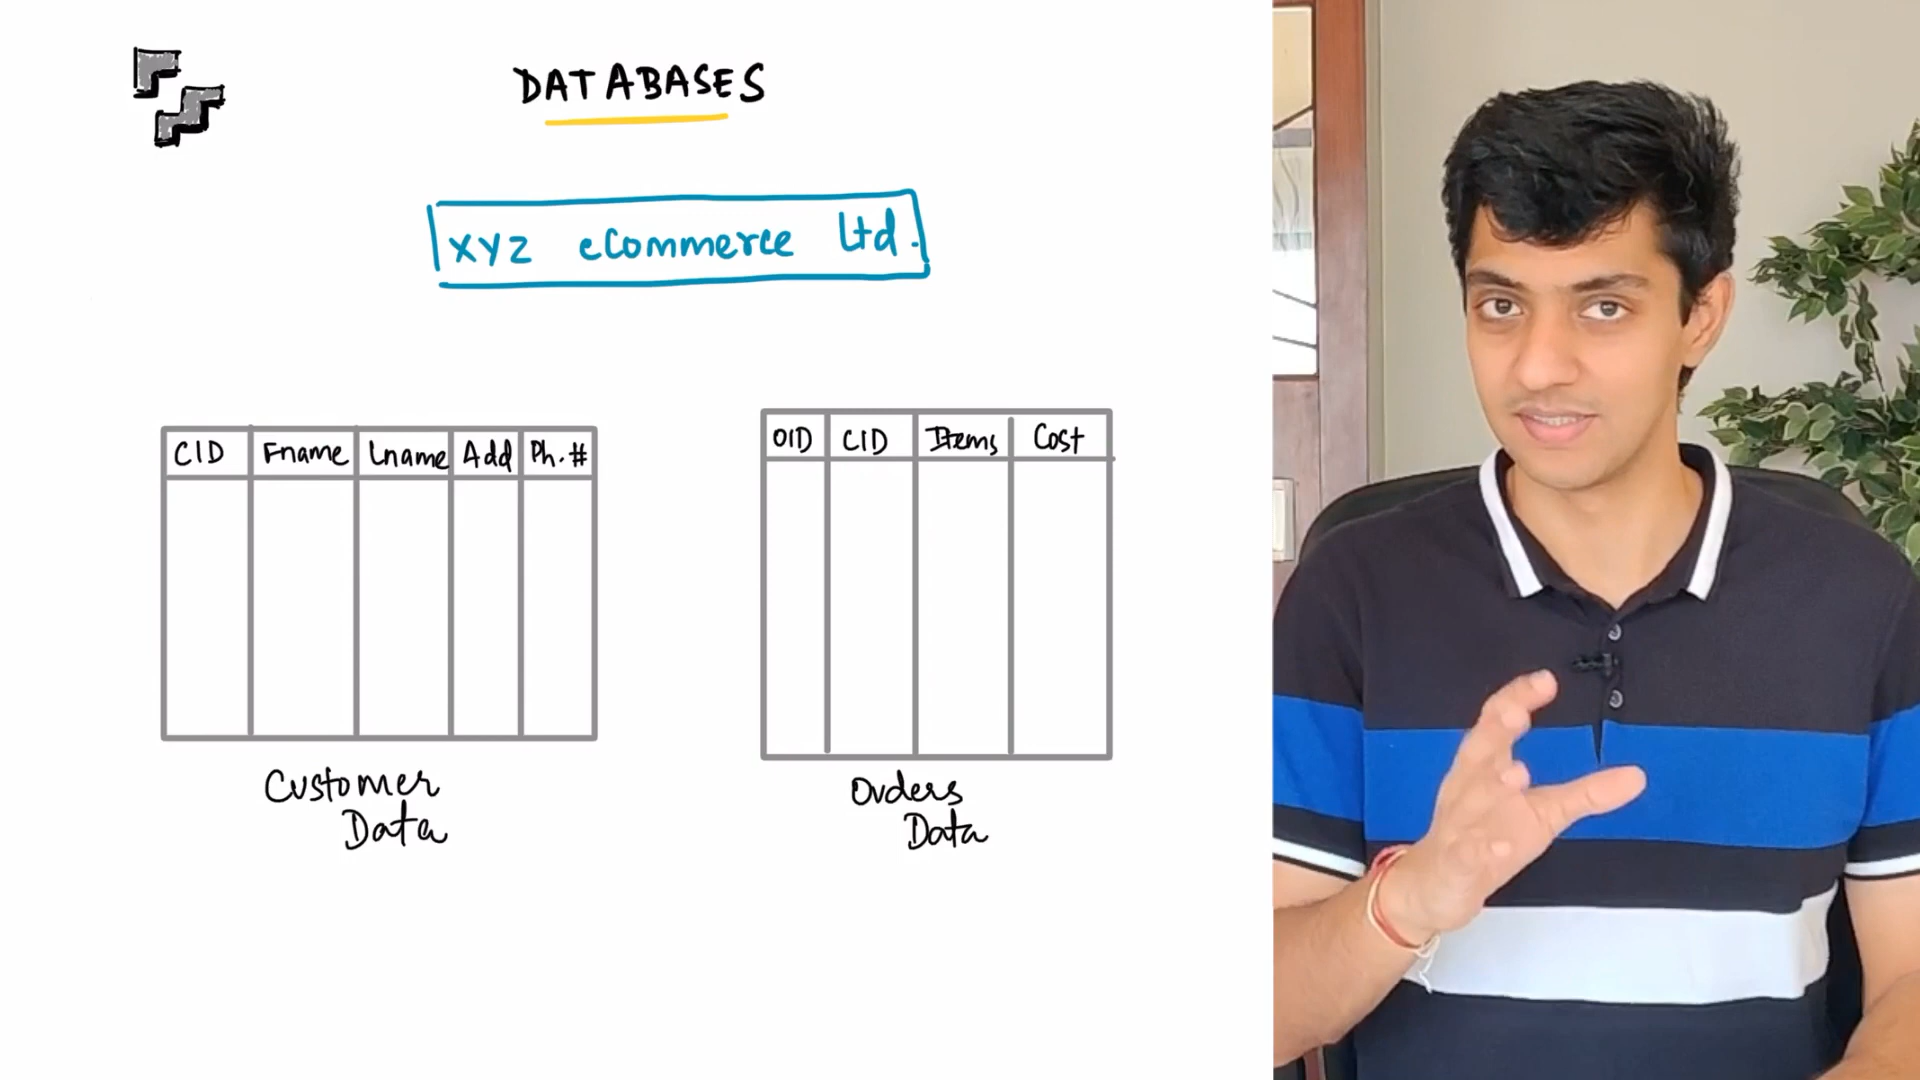 DATABASES
xyz eCommerce Ltd.
CID Fname Lname Add Ph.#
OID CID Items Cost
Customer
Data
Orders
Data